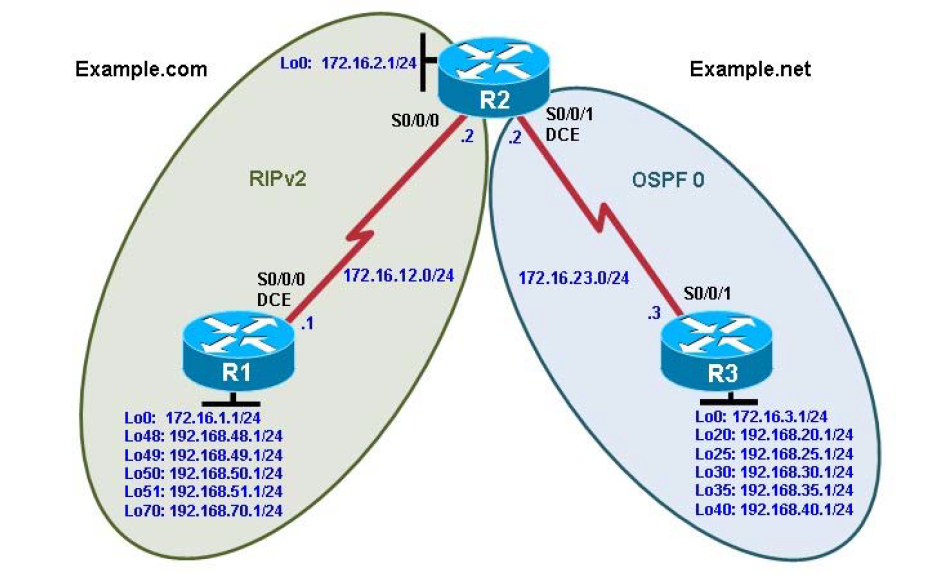 Example.com
Lo0: 172.16.2.1/24
R2
Example.net
S0/0/0
.2
.2
S0/0/1
DCE
RIPv2
OSPF 0
S0/0/0
DCE
172.16.12.0/24
172.16.23.0/24
S0/0/1
.1
.3
R1
R3
Lo0: 172.16.1.1/24
Lo48: 192.168.48.1/24
Lo49: 192.168.49.1/24
Lo50: 192.168.50.1/24
Lo51: 192.168.51.1/24
Lo70: 192.168.70.1/24
Lo0: 172.16.3.1/24
Lo20: 192.168.20.1/24
Lo25: 192.168.25.1/24
Lo30: 192.168.30.1/24
Lo35: 192.168.35.1/24
Lo40: 192.168.40.1/24